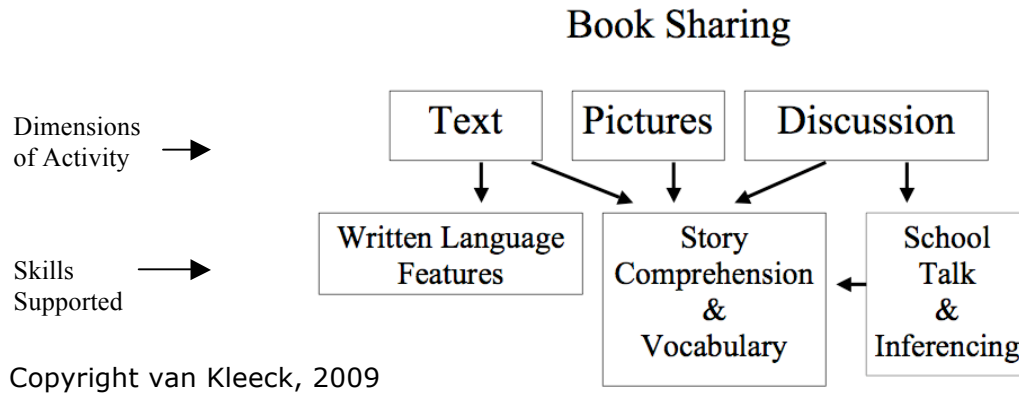 Book Sharing
Dimensions
of Activity
Text
Pictures
Discussion
Skills
Supported
Written Language
Features
Story
Comprehension
&
Vocabulary
School
Talk
&
Inferencing
Copyright van Kleeck, 2009